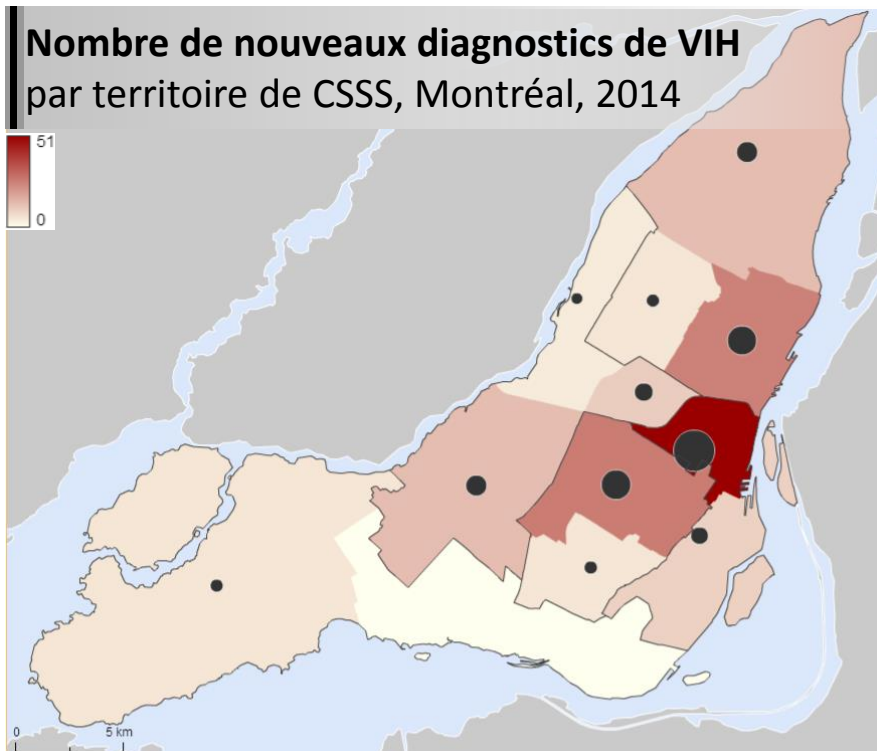 Nombre de nouveaux diagnostics de VIH
par territoire de CSSS, Montréal, 2014
51
0
0 5 km